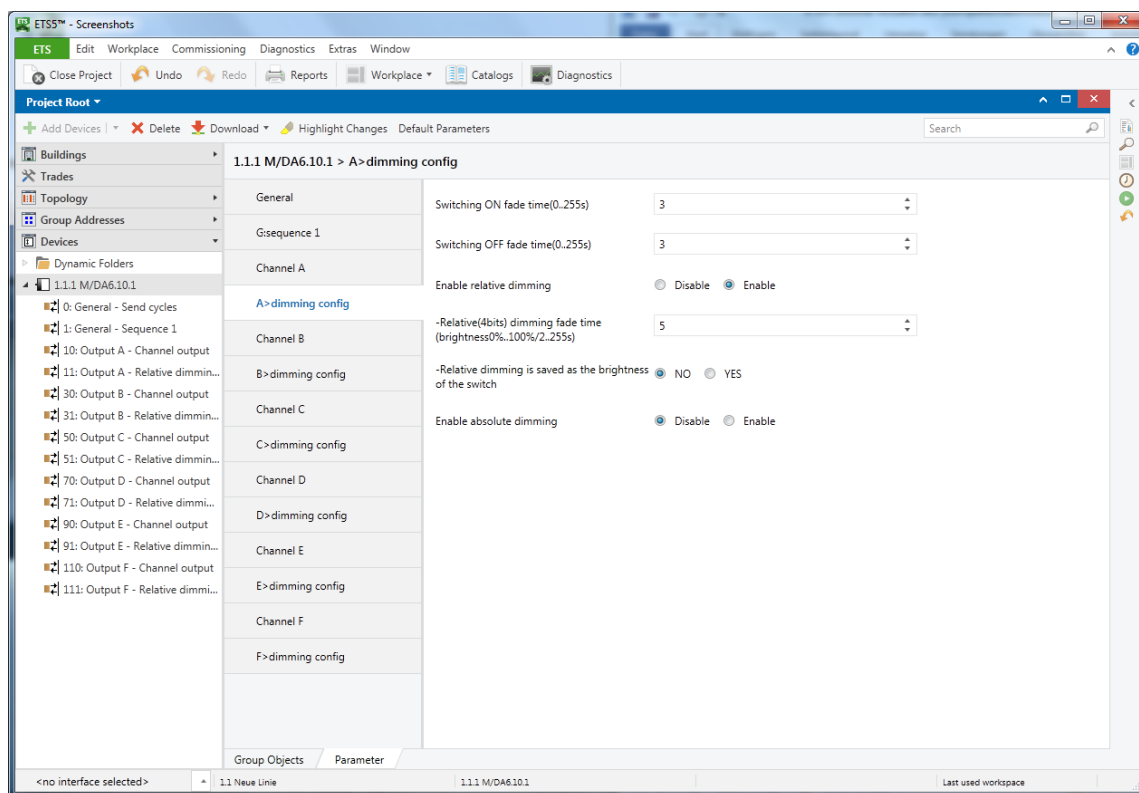 ETS5™ - Screenshots
ETS Edit Workplace Commissioning Diagnostics Extras Window
Close Project Undo Redo Reports Workplace Catalogs Diagnostics
Project Root
Add Devices Delete Download Highlight Changes Default Parameters Search
Buildings
Trades
Topology
Group Addresses
Devices
Dynamic Folders
1.1.1 M/DA6.10.1
0: General - Send cycles
1: General - Sequence 1
10: Output A - Channel output
11: Output A - Relative dimmin...
30: Output B - Channel output
31: Output B - Relative dimmin...
50: Output C - Channel output
51: Output C - Relative dimmin...
70: Output D - Channel output
71: Output D - Relative dimmi...
90: Output E - Channel output
91: Output E - Relative dimmin...
110: Output F - Channel output
111: Output F - Relative dimmi...
1.1.1 M/DA6.10.1 > A>dimming config
General
G:sequence 1
Channel A
A>dimming config
Channel B
B>dimming config
Channel C
C>dimming config
Channel D
D>dimming config
Channel E
E>dimming config
Channel F
F>dimming config
Switching ON fade time(0..255s) 3
Switching OFF fade time(0..255s) 3
Enable relative dimming Disable Enable
-Relative(4bits) dimming fade time 5
(brightness0%..100%/2..255s)
-Relative dimming is saved as the brightness NO YES
of the switch
Enable absolute dimming Disable Enable
Group Objects Parameter
<no interface selected> 1.1 Neue Linie 1.1.1 M/DA6.10.1 Last used workspace